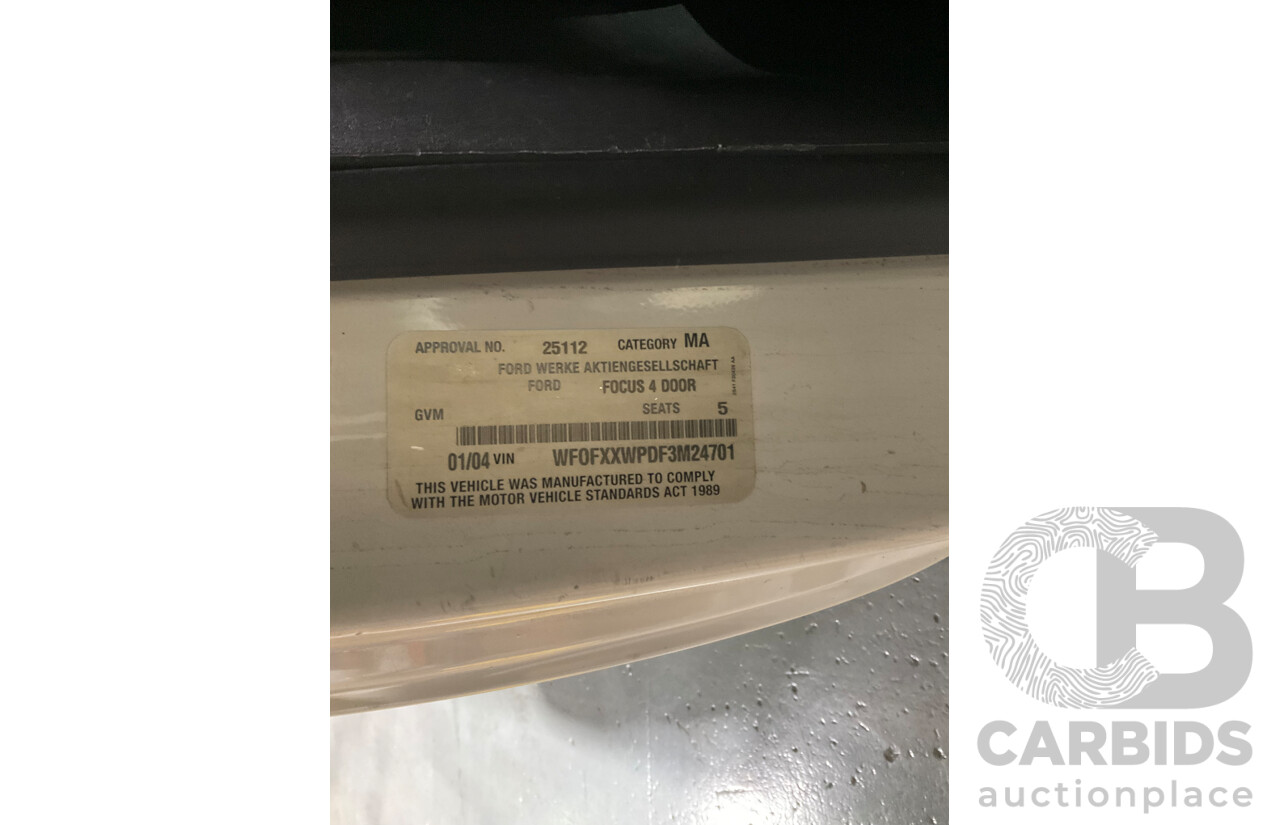 APPROVAL NO. 25112 CATEGORY MA
FORD WERKE AKTIENGESELLSCHAFT
FORD FOCUS 4 DOOR
GVM SEATS 5
01/04 VIN WF0FXXWPDF3M24701
THIS VEHICLE WAS MANUFACTURED TO COMPLY
WITH THE MOTOR VEHICLE STANDARDS ACT 1989
CB
CARBIDS
auctionplace